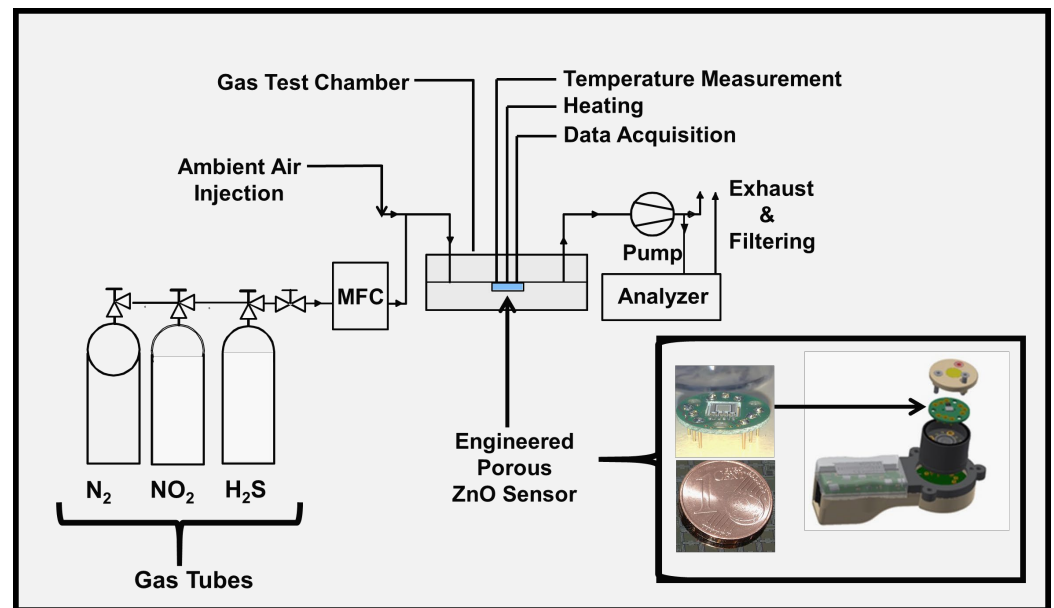 Gas Test Chamber
Temperature Measurement
Heating
Data Acquisition
Ambient Air
Injection
Exhaust
&
Filtering
Pump
MFC
Analyzer
Engineered
Porous
ZnO Sensor
N₂ NO₂ H₂S
Gas Tubes
1